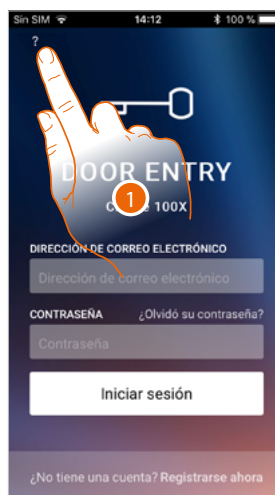 Sin SIM 14:12 100 %
?
DOOR ENTRY
100X
1
DIRECCIÓN DE CORREO ELECTRÓNICO
Dirección de correo electrónico
CONTRASEÑA ¿Olvidó su contraseña?
Contraseña
Iniciar sesión
¿No tiene una cuenta? Registrarse ahora